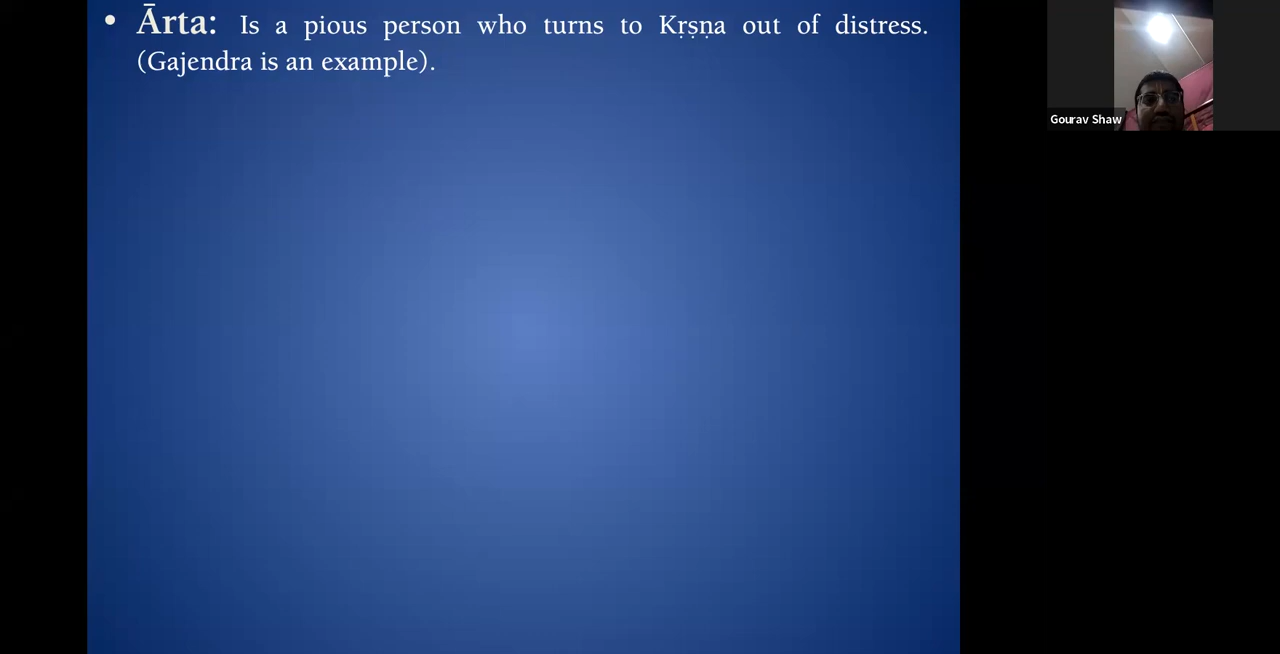 • Ārta: Is a pious person who turns to Kṛṣṇa out of distress.
(Gajendra is an example).
Gourav Shaw